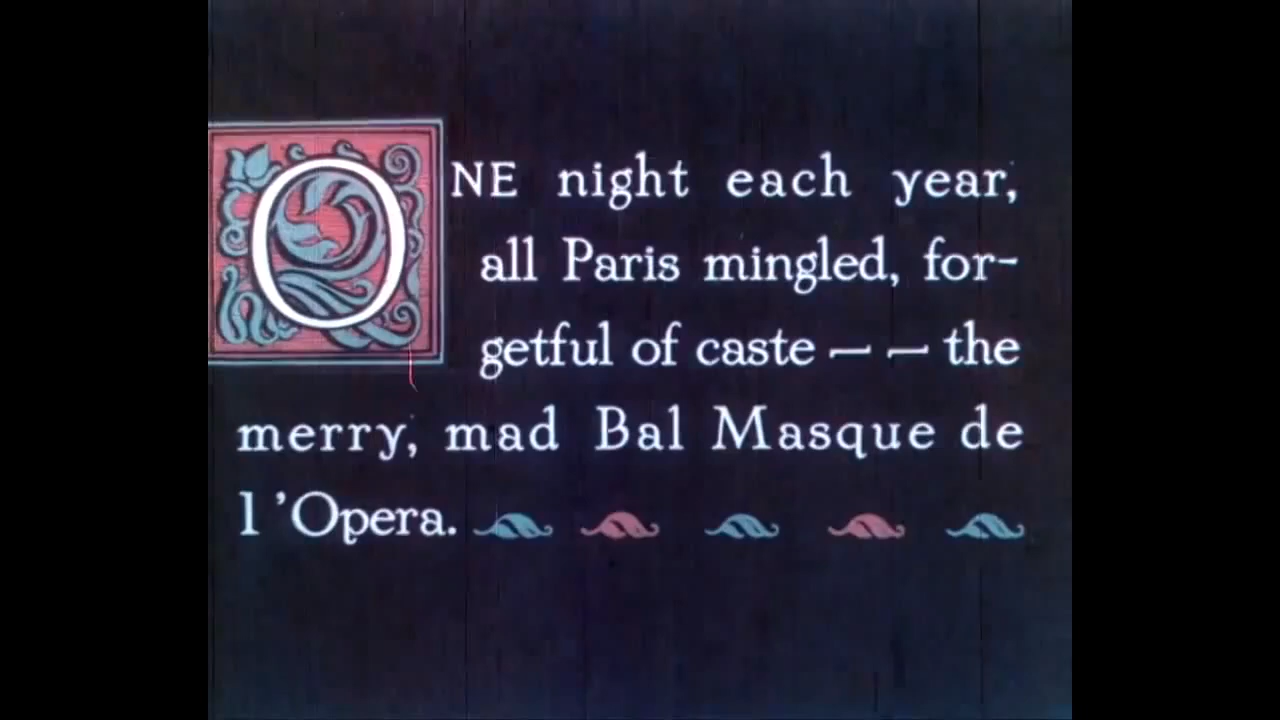 ONE night each year,
all Paris mingled, for-
getful of caste — — the
merry, mad Bal Masque de
l'Opera.